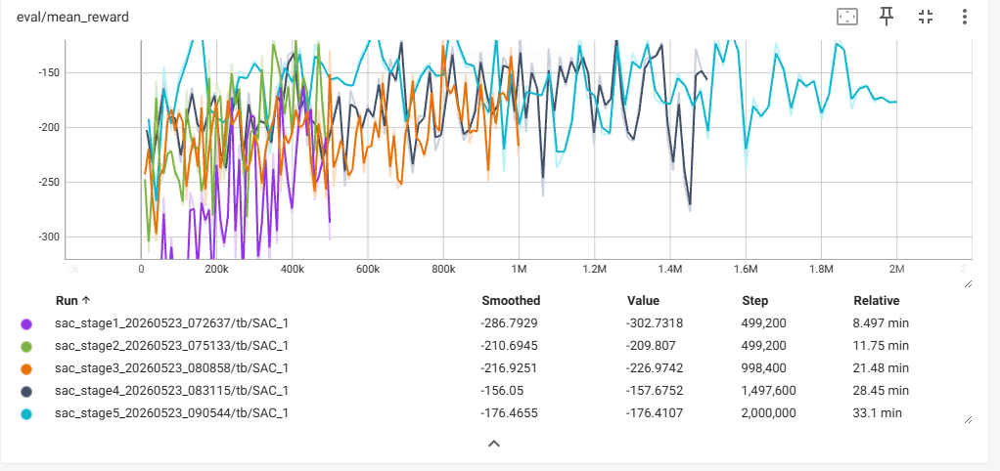 eval/mean_reward
-150
-200
-250
-300
0 200k 400k 600k 800k 1M 1.2M 1.4M 1.6M 1.8M 2M 2
Run ↑ Smoothed Value Step Relative
sac_stage1_20260523_072637/tb/SAC_1 -286.7929 -302.7318 499,200 8.497 min
sac_stage2_20260523_075133/tb/SAC_1 -210.6945 -209.807 499,200 11.75 min
sac_stage3_20260523_080858/tb/SAC_1 -216.9251 -226.9742 998,400 21.48 min
sac_stage4_20260523_083115/tb/SAC_1 -156.05 -157.6752 1,497,600 28.45 min
sac_stage5_20260523_090544/tb/SAC_1 -176.4655 -176.4107 2,000,000 33.1 min